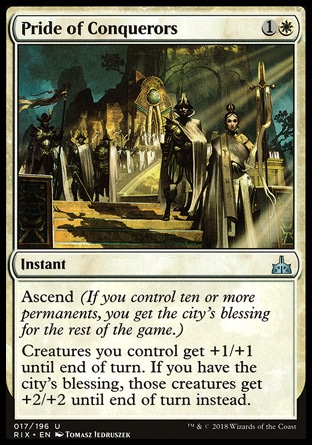 Pride of Conquerors 1
Instant
Ascend (If you control ten or more
permanents, you get the city's blessing
for the rest of the game.)
Creatures you control get +1/+1
until end of turn. If you have the
city's blessing, those creatures get
+2/+2 until end of turn instead.
017/196 U
RIX • EN Tomasz Jedruszek
™ & © 2018 Wizards of the Coast